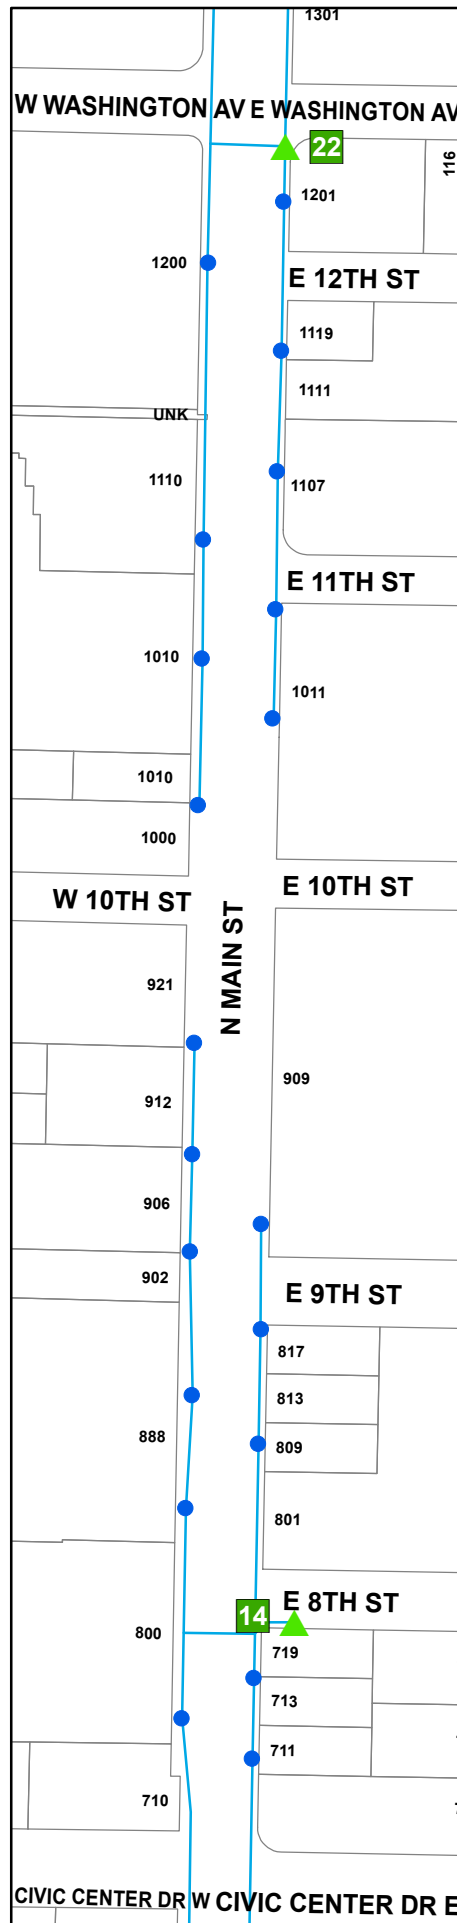 1301
W WASHINGTON AV E WASHINGTON AV
22
116
1201
1200
E 12TH ST
1119
1111
UNK
1110
1107
E 11TH ST
1010
1011
1010
1000
E 10TH ST
W 10TH ST
N MAIN ST
921
909
912
906
902
E 9TH ST
817
813
888
809
801
E 8TH ST
14
800
719
713
711
710
CIVIC CENTER DR W CIVIC CENTER DR E